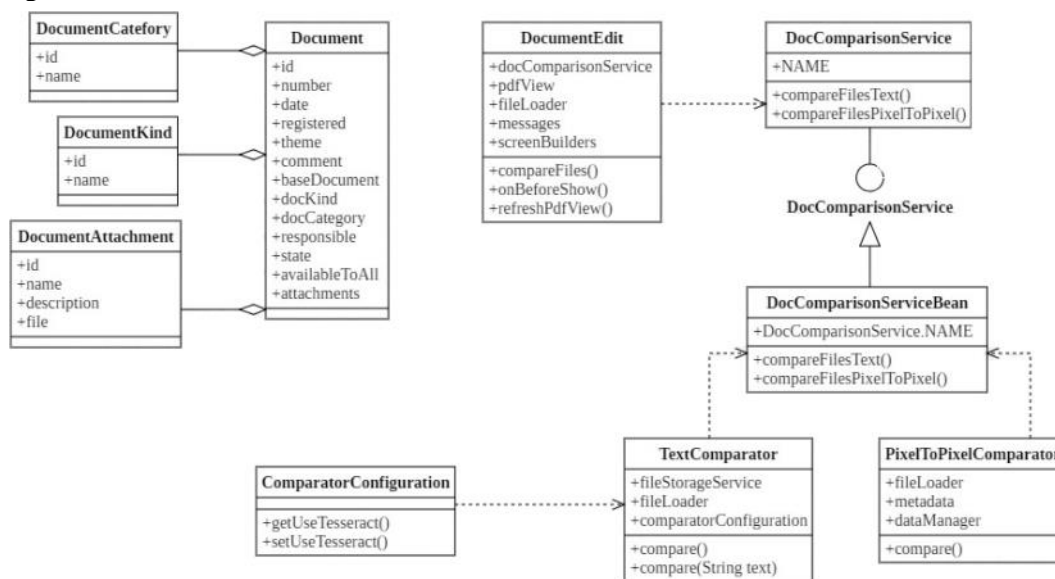 DocumentCatefory
+id
+name
DocumentKind
+id
+name
DocumentAttachment
+id
+name
+description
+file
Document
+id
+number
+date
+registered
+theme
+comment
+baseDocument
+docKind
+docCategory
+responsible
+state
+availableToAll
+attachments
DocumentEdit
+docComparisonService
+pdfView
+fileLoader
+messages
+screenBuilders
+compareFiles()
+onBeforeShow()
+refreshPdfView()
DocComparisonService
+NAME
+compareFilesText()
+compareFilesPixelToPixel()
DocComparisonService
DocComparisonServiceBean
+DocComparisonService.NAME
+compareFilesText()
+compareFilesPixelToPixel()
ComparatorConfiguration
+getUseTesseract()
+setUseTesseract()
TextComparator
+fileStorageService
+fileLoader
+comparatorConfiguration
+compare()
+compare(String text)
PixelToPixelComparator
+fileLoader
+metadata
+dataManager
+compare()